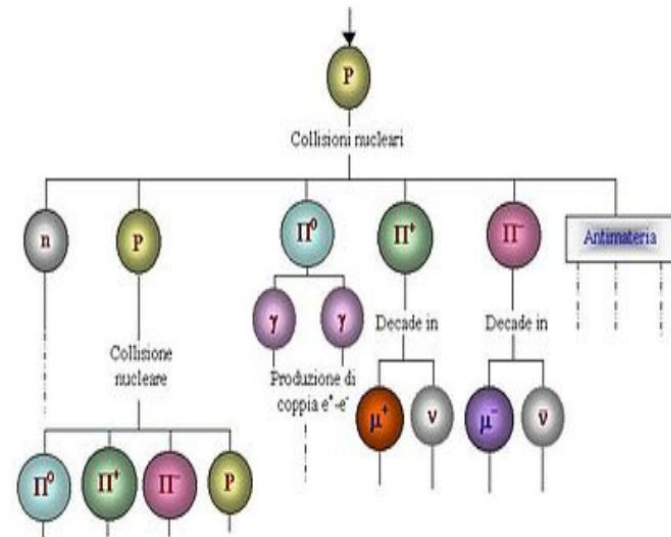 P
Collisioni nucleari
n P Π⁰ Π⁺ Π⁻ Antimateria
γ γ Decade in Decade in
Collisione
nucleare
Produzione di
coppia e⁺-e⁻
μ⁺ ν μ⁻ ν̄
Π⁰ Π⁺ Π⁻ P